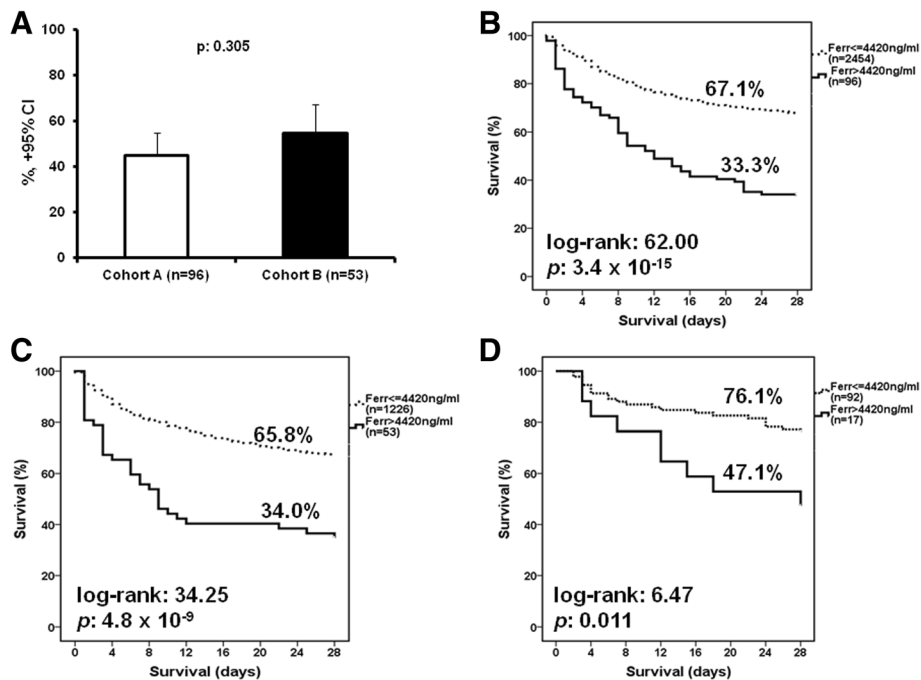 A
p: 0.305
%, +95% CI
100
80
60
40
20
0
Cohort A (n=96)
Cohort B (n=53)
B
Ferr<=4420ng/ml
(n=2454)
Ferr>4420ng/ml
(n=96)
Survival (%)
100
80
60
40
20
0
67.1%
33.3%
log-rank: 62.00
p: 3.4 x 10-15
0 4 8 12 16 20 24 28
Survival (days)
C
Ferr<=4420ng/ml
(n=1226)
Ferr>4420ng/ml
(n=53)
Survival (%)
100
80
60
40
20
0
65.8%
34.0%
log-rank: 34.25
p: 4.8 x 10-9
0 4 8 12 16 20 24 28
Survival (days)
D
Ferr<=4420ng/ml
(n=92)
Ferr>4420ng/ml
(n=17)
Survival (%)
100
80
60
40
20
0
76.1%
47.1%
log-rank: 6.47
p: 0.011
0 4 8 12 16 20 24 28
Survival (days)